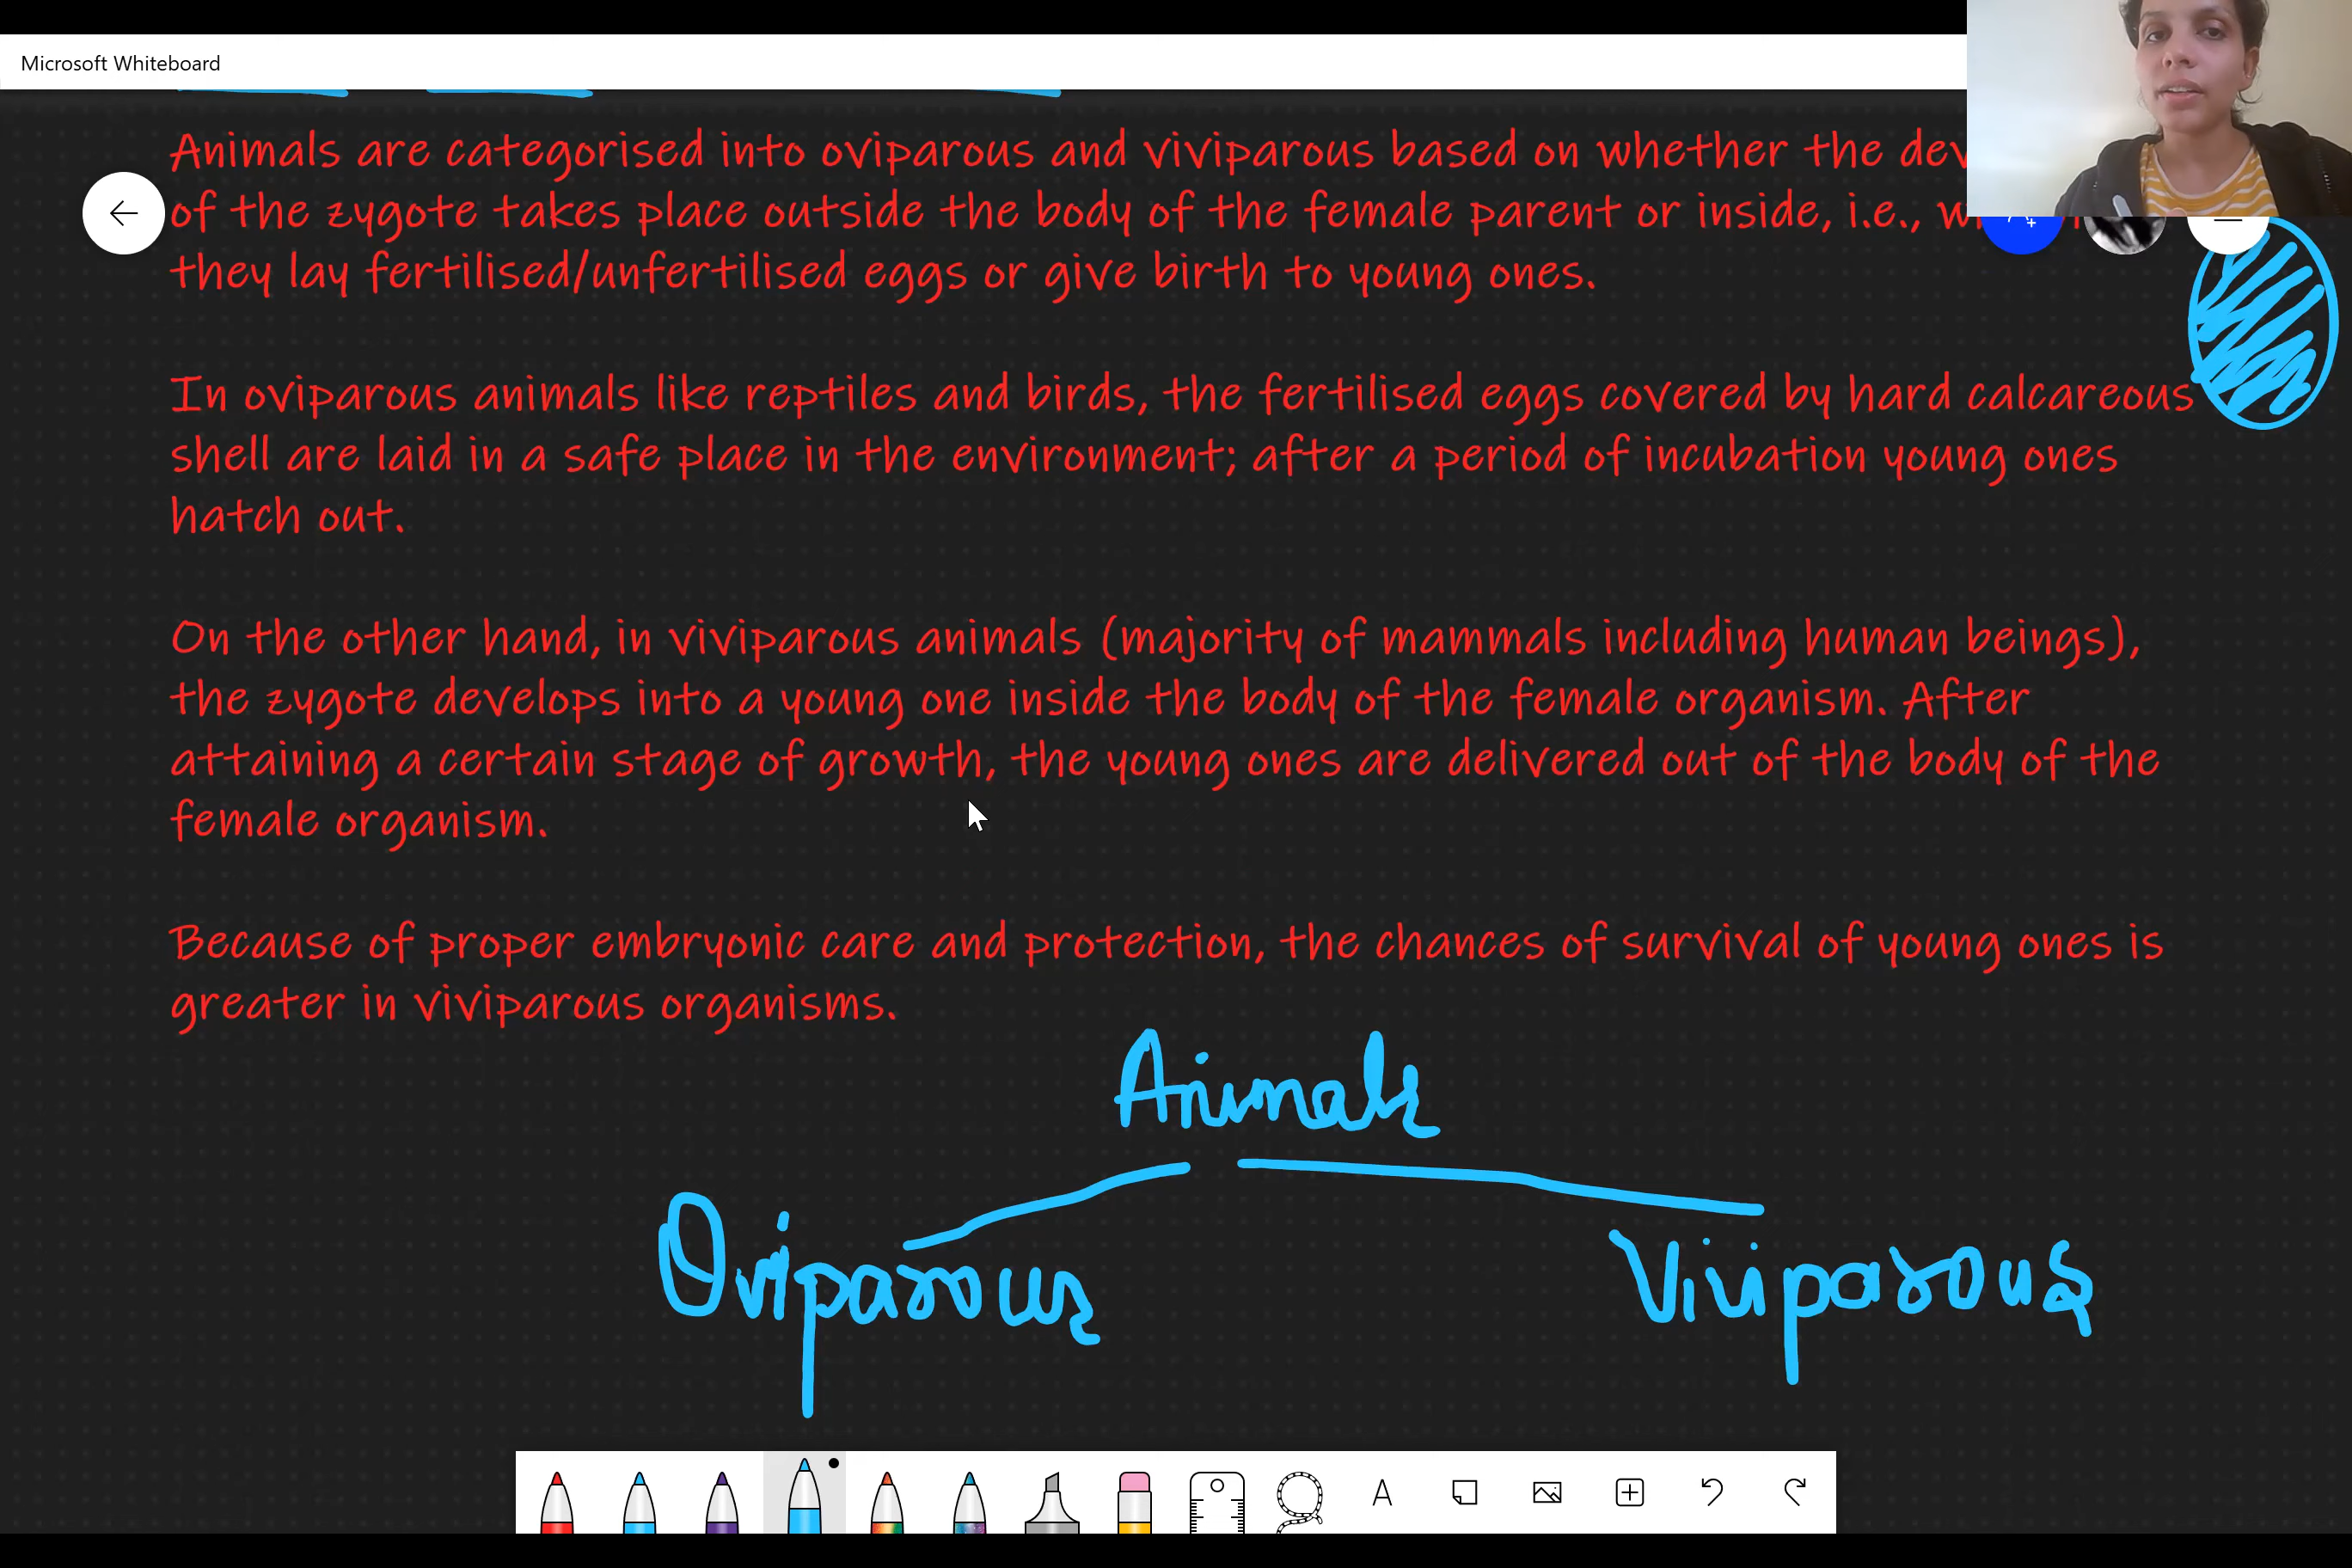 Microsoft Whiteboard
Animals are categorised into oviparous and viviparous based on whether the dev
of the zygote takes place outside the body of the female parent or inside, i.e.,
they lay fertilised/unfertilised eggs or give birth to young ones.
In oviparous animals like reptiles and birds, the fertilised eggs covered by hard calcareous
shell are laid in a safe place in the environment; after a period of incubation young ones
hatch out.
On the other hand, in viviparous animals (majority of mammals including human beings),
the zygote develops into a young one inside the body of the female organism. After
attaining a certain stage of growth, the young ones are delivered out of the body of the
female organism.
Because of proper embryonic care and protection, the chances of survival of young ones is
greater in viviparous organisms.
Animals
Oviparous Viviparous